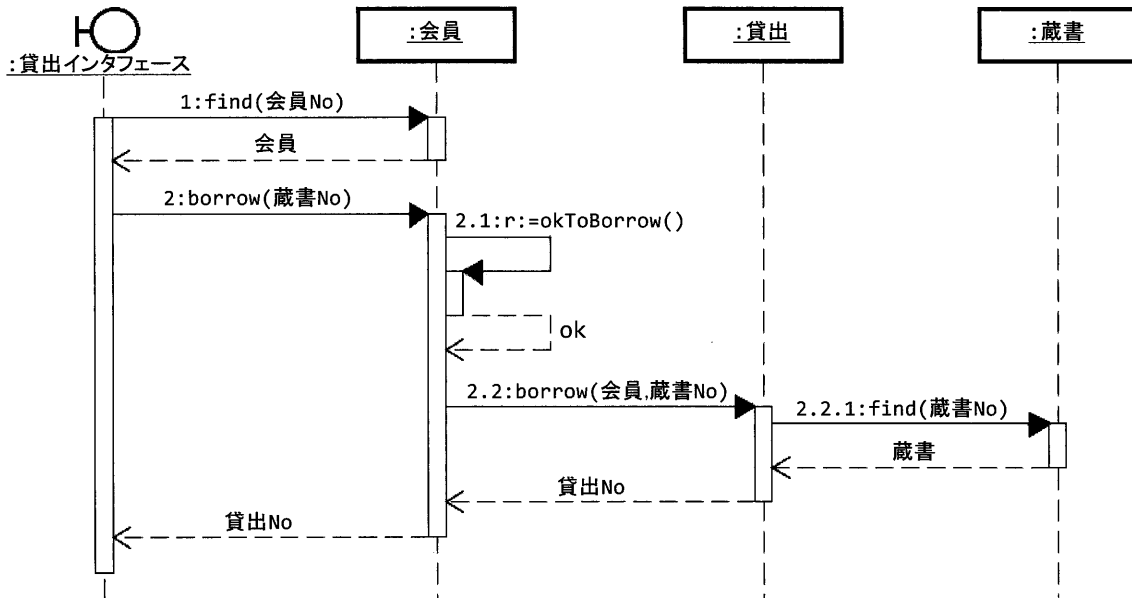 :貸出インタフェース
:会員
:貸出
:蔵書
1:find(会員No)
会員
2:borrow(蔵書No)
2.1:r:=okToBorrow()
ok
2.2:borrow(会員,蔵書No)
2.2.1:find(蔵書No)
蔵書
貸出No
貸出No